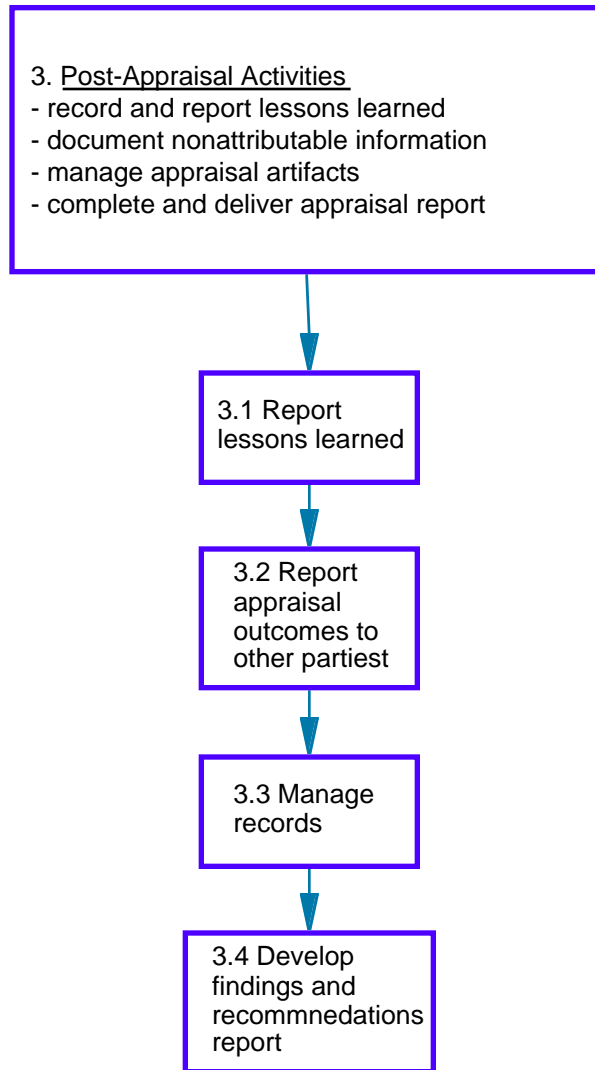 3. Post-Appraisal Activities
- record and report lessons learned
- document nonattributable information
- manage appraisal artifacts
- complete and deliver appraisal report
3.1 Report
lessons learned
3.2 Report
appraisal
outcomes to
other partiest
3.3 Manage
records
3.4 Develop
findings and
recommnedations
report